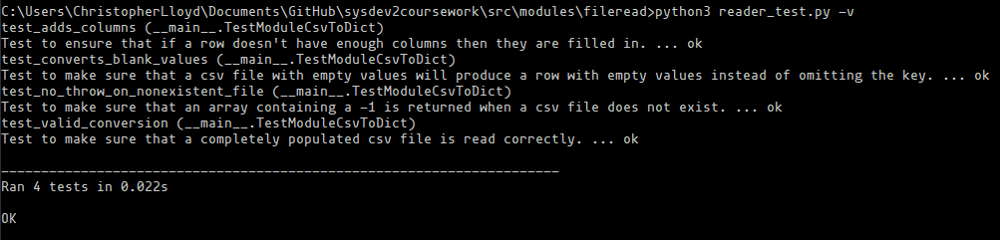 C:\Users\ChristopherLloyd\Documents\GitHub\sysdev2coursework\src\modules\fileread>python3 reader_test.py -v
test_adds_columns (__main__.TestModuleCsvToDict)
Test to ensure that if a row doesn't have enough columns then they are filled in. ... ok
test_converts_blank_values (__main__.TestModuleCsvToDict)
Test to make sure that a csv file with empty values will produce a row with empty values instead of omitting the key. ... ok
test_no_throw_on_nonexistent_file (__main__.TestModuleCsvToDict)
Test to make sure that an array containing a -1 is returned when a csv file does not exist. ... ok
test_valid_conversion (__main__.TestModuleCsvToDict)
Test to make sure that a completely populated csv file is read correctly. ... ok
----------------------------------------------------------------------
Ran 4 tests in 0.022s
OK